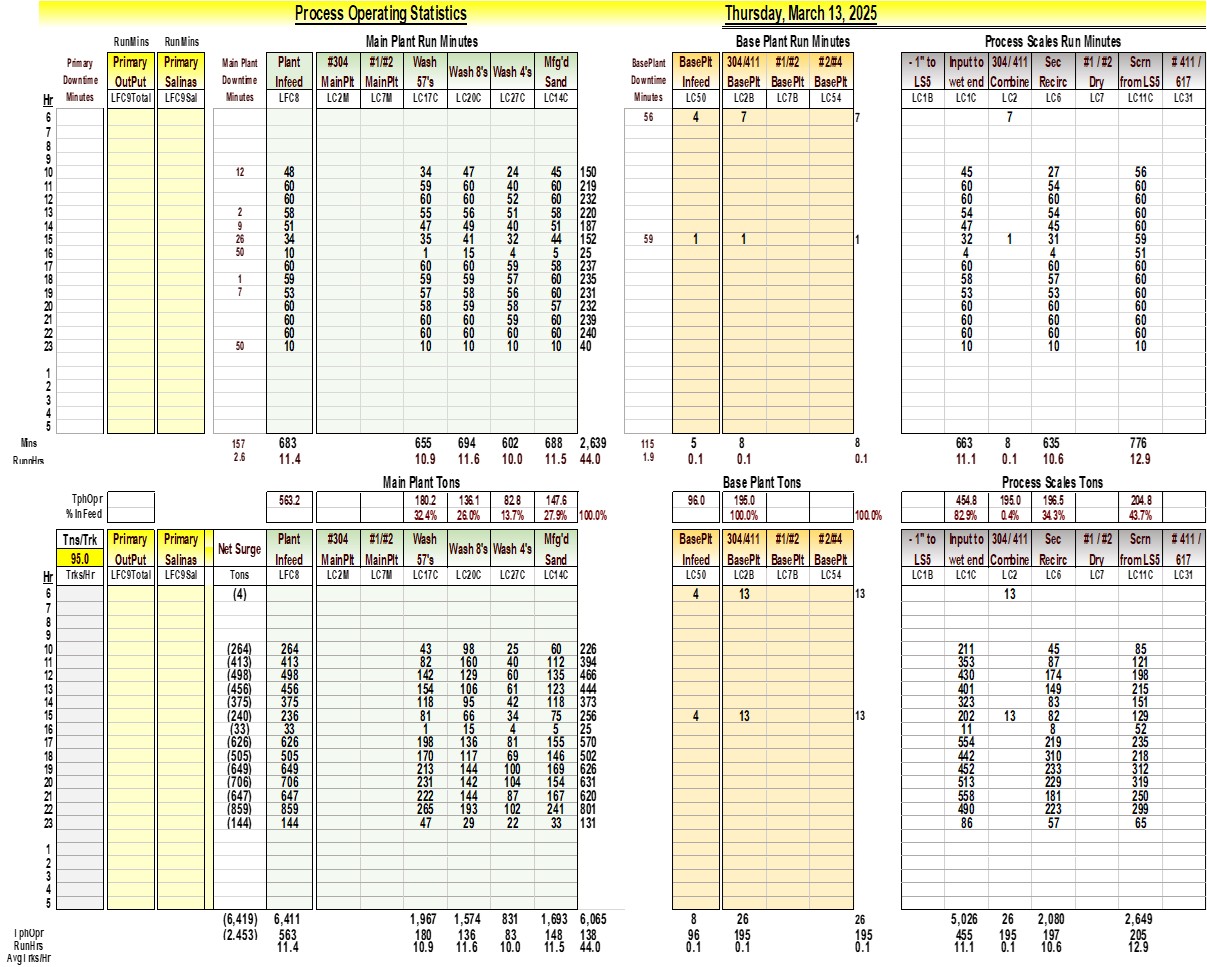 Process Operating Statistics Thursday, March 13, 2025
RunMins RunMins Main Plant Run Minutes Base Plant Run Minutes Process Scales Run Minutes
Primary Primary Primary Main Plant Plant #304 #1/#2 Wash Wash 8's Wash 4's Mfg'd BasePlant BasePlt 304/411 #1/#2 #2/#4 - 1" to Input to 304/411 Sec #1 / #2 Scrn # 411 /
Downtime OutPut Salinas Downtime Infeed MainPlt MainPlt 57's Sand Downtime Infeed BasePlt BasePlt BasePlt LS5 wet end Combine Recirc Dry from LS5 617
Hr Minutes LFC9Total LFC9Sal Minutes LFC8 LC2M LC7M LC17C LC20C LC27C LC14C Minutes LC50 LC2B LC7B LC54 LC1B LC1C LC2 LC6 LC7 LC11C LC31
6 56 4 7 7 7
7
8
9
10 12 48 34 47 24 45 150 45 27 56
11 60 59 60 40 60 219 60 54 60
12 60 60 60 52 60 232 60 60 60
13 2 58 55 56 51 58 220 54 54 60
14 9 51 47 49 40 51 187 47 45 60
15 26 34 35 41 32 44 152 59 1 1 1 32 1 31 59
16 50 10 1 15 4 5 25 4 4 51
17 60 60 60 59 58 237 60 60 60
18 1 59 59 59 57 60 235 58 57 60
19 7 53 57 58 56 60 231 53 53 60
20 60 58 59 58 57 232 60 60 60
21 60 60 60 59 60 239 60 60 60
22 60 60 60 60 60 240 60 60 60
23 50 10 10 10 10 10 40 10 10 10
1
2
3
4
5
Mins 157 683 655 694 602 688 2,639 115 5 8 8 663 8 635 776
RunnHrs 2.6 11.4 10.9 11.6 10.0 11.5 44.0 1.9 0.1 0.1 0.1 11.1 0.1 10.6 12.9
Main Plant Tons Base Plant Tons Process Scales Tons
TphOpr 563.2 180.2 136.1 82.8 147.6 96.0 195.0 454.8 195.0 196.5 204.8
% In Feed 32.4% 26.0% 13.7% 27.9% 100.0% 100.0% 100.0% 82.9% 0.4% 34.3% 43.7%
Tns/Trk Primary Primary Net Surge Plant #304 #1/#2 Wash Wash 8's Wash 4's Mfg'd BasePlt 304/411 #1/#2 #2/#4 - 1" to Input to 304/411 Sec #1 / #2 Scrn # 411 /
95.0 OutPut Salinas Infeed MainPlt MainPlt 57's Sand Infeed BasePlt BasePlt BasePlt LS5 wet end Combine Recirc Dry from LS5 617
Hr Trks/Hr LFC9Total LFC9Sal Tons LFC8 LC2M LC7M LC17C LC20C LC27C LC14C LC50 LC2B LC7B LC54 LC1B LC1C LC2 LC6 LC7 LC11C LC31
6 (4) 4 13 13 13
7
8
9
10 (264) 264 43 98 25 60 226 211 45 85
11 (413) 413 82 160 40 112 394 353 87 121
12 (498) 498 142 129 60 135 466 430 174 198
13 (456) 456 154 106 61 123 444 401 149 215
14 (375) 375 118 95 42 118 373 323 83 151
15 (240) 236 81 66 34 75 256 4 13 13 202 13 82 129
16 (33) 33 1 15 4 5 25 11 8 52
17 (626) 626 198 136 81 155 570 554 219 235
18 (505) 505 170 117 69 146 502 442 310 218
19 (649) 649 213 144 100 169 626 452 233 312
20 (706) 706 231 142 104 154 631 513 229 319
21 (647) 647 222 144 87 167 620 558 181 250
22 (859) 859 265 193 102 241 801 490 223 299
23 (144) 144 47 29 22 33 131 86 57 65
1
2
3
4
5
(6,419) 6,411 1,967 1,574 831 1,693 6,065 8 26 26 5,026 26 2,080 2,649
TphOpr (2.453) 563 180 136 83 148 138 96 195 195 455 195 197 205
RunHrs 11.4 10.9 11.6 10.0 11.5 44.0 0.1 0.1 0.1 11.1 0.1 10.6 12.9
AvgTrks/Hr